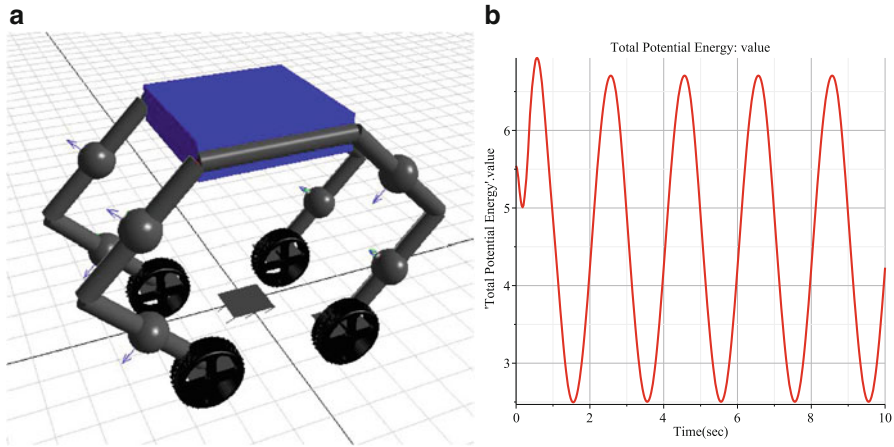 a
b
Total Potential Energy: value
'Total Potential Energy'.value
6
5
4
3
0
2
4
6
8
10
Time(sec)